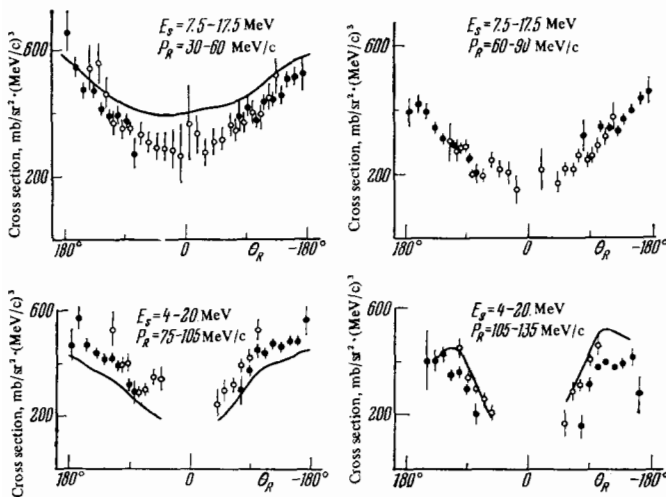 E_s = 7.5-17.5 MeV
P_R = 30-60 MeV/c
Cross section, mb/sr²·(MeV/c)³
600
200
180°
0
Θ_R
-180°
E_s = 7.5-17.5 MeV
P_R = 60-90 MeV/c
Cross section, mb/sr²·(MeV/c)³
600
200
180°
0
Θ_R
-180°
E_s = 4-20 MeV
P_R = 75-105 MeV/c
Cross section, mb/sr²·(MeV/c)³
600
200
180°
0
Θ_R
-180°
E_s = 4-20. MeV
P_R = 105-135 MeV/c
Cross section, mb/sr²·(MeV/c)³
600
200
180°
0
Θ_R
-180°